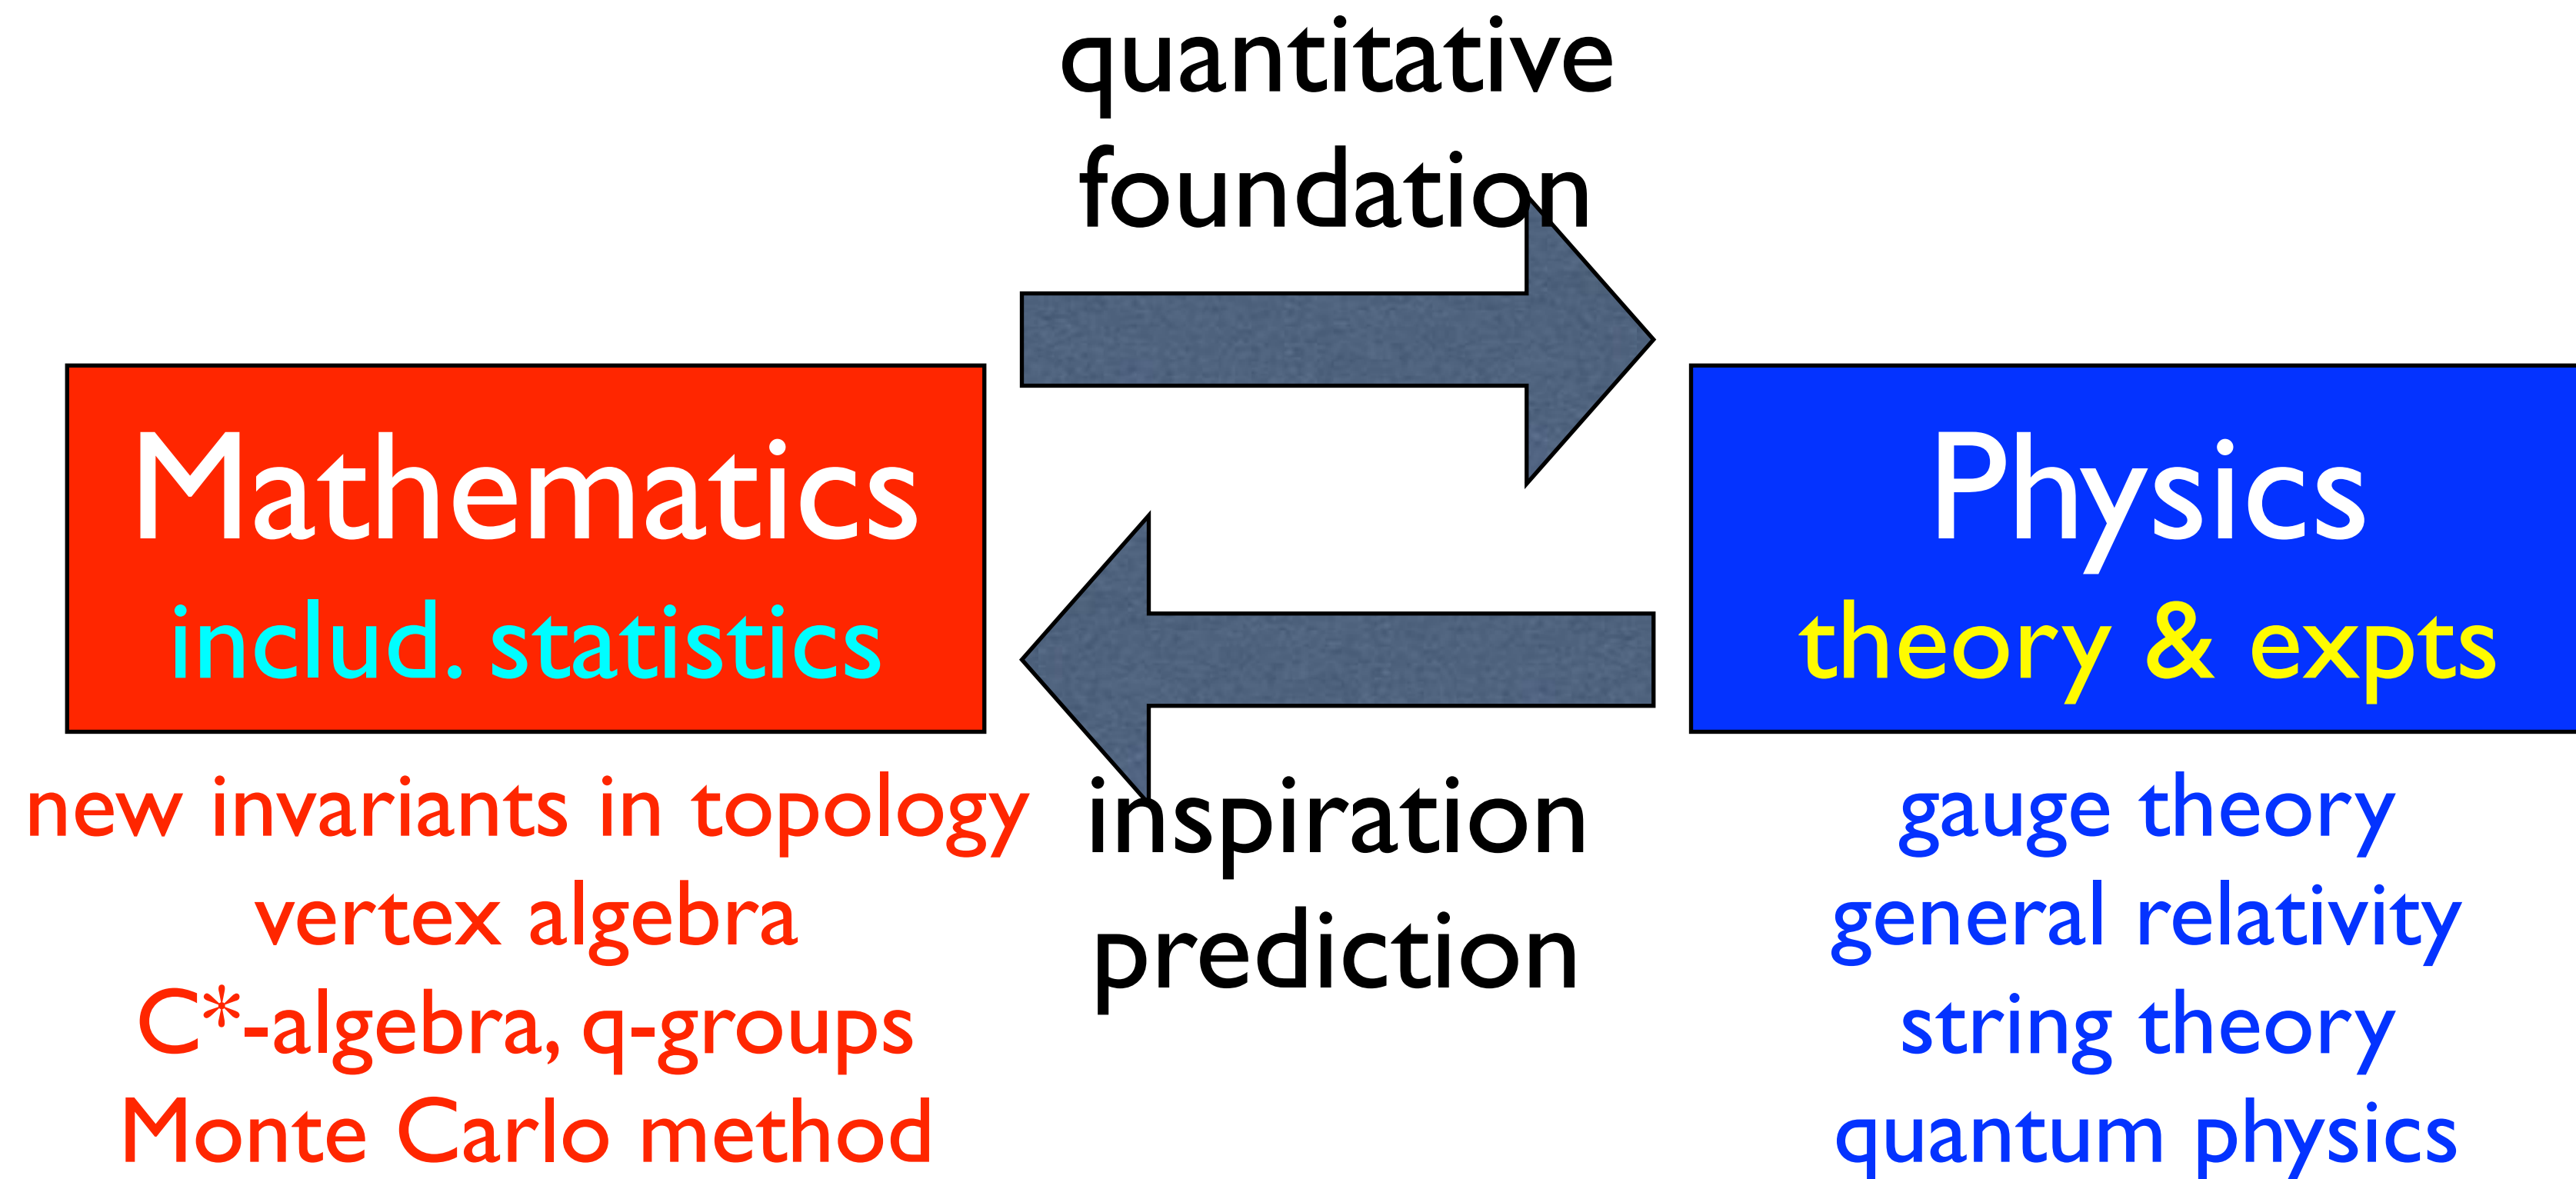 quantitative
foundation
Mathematics
includ. statistics
Physics
theory & expts
new invariants in topology
vertex algebra
C*-algebra, q-groups
Monte Carlo method
inspiration
prediction
gauge theory
general relativity
string theory
quantum physics